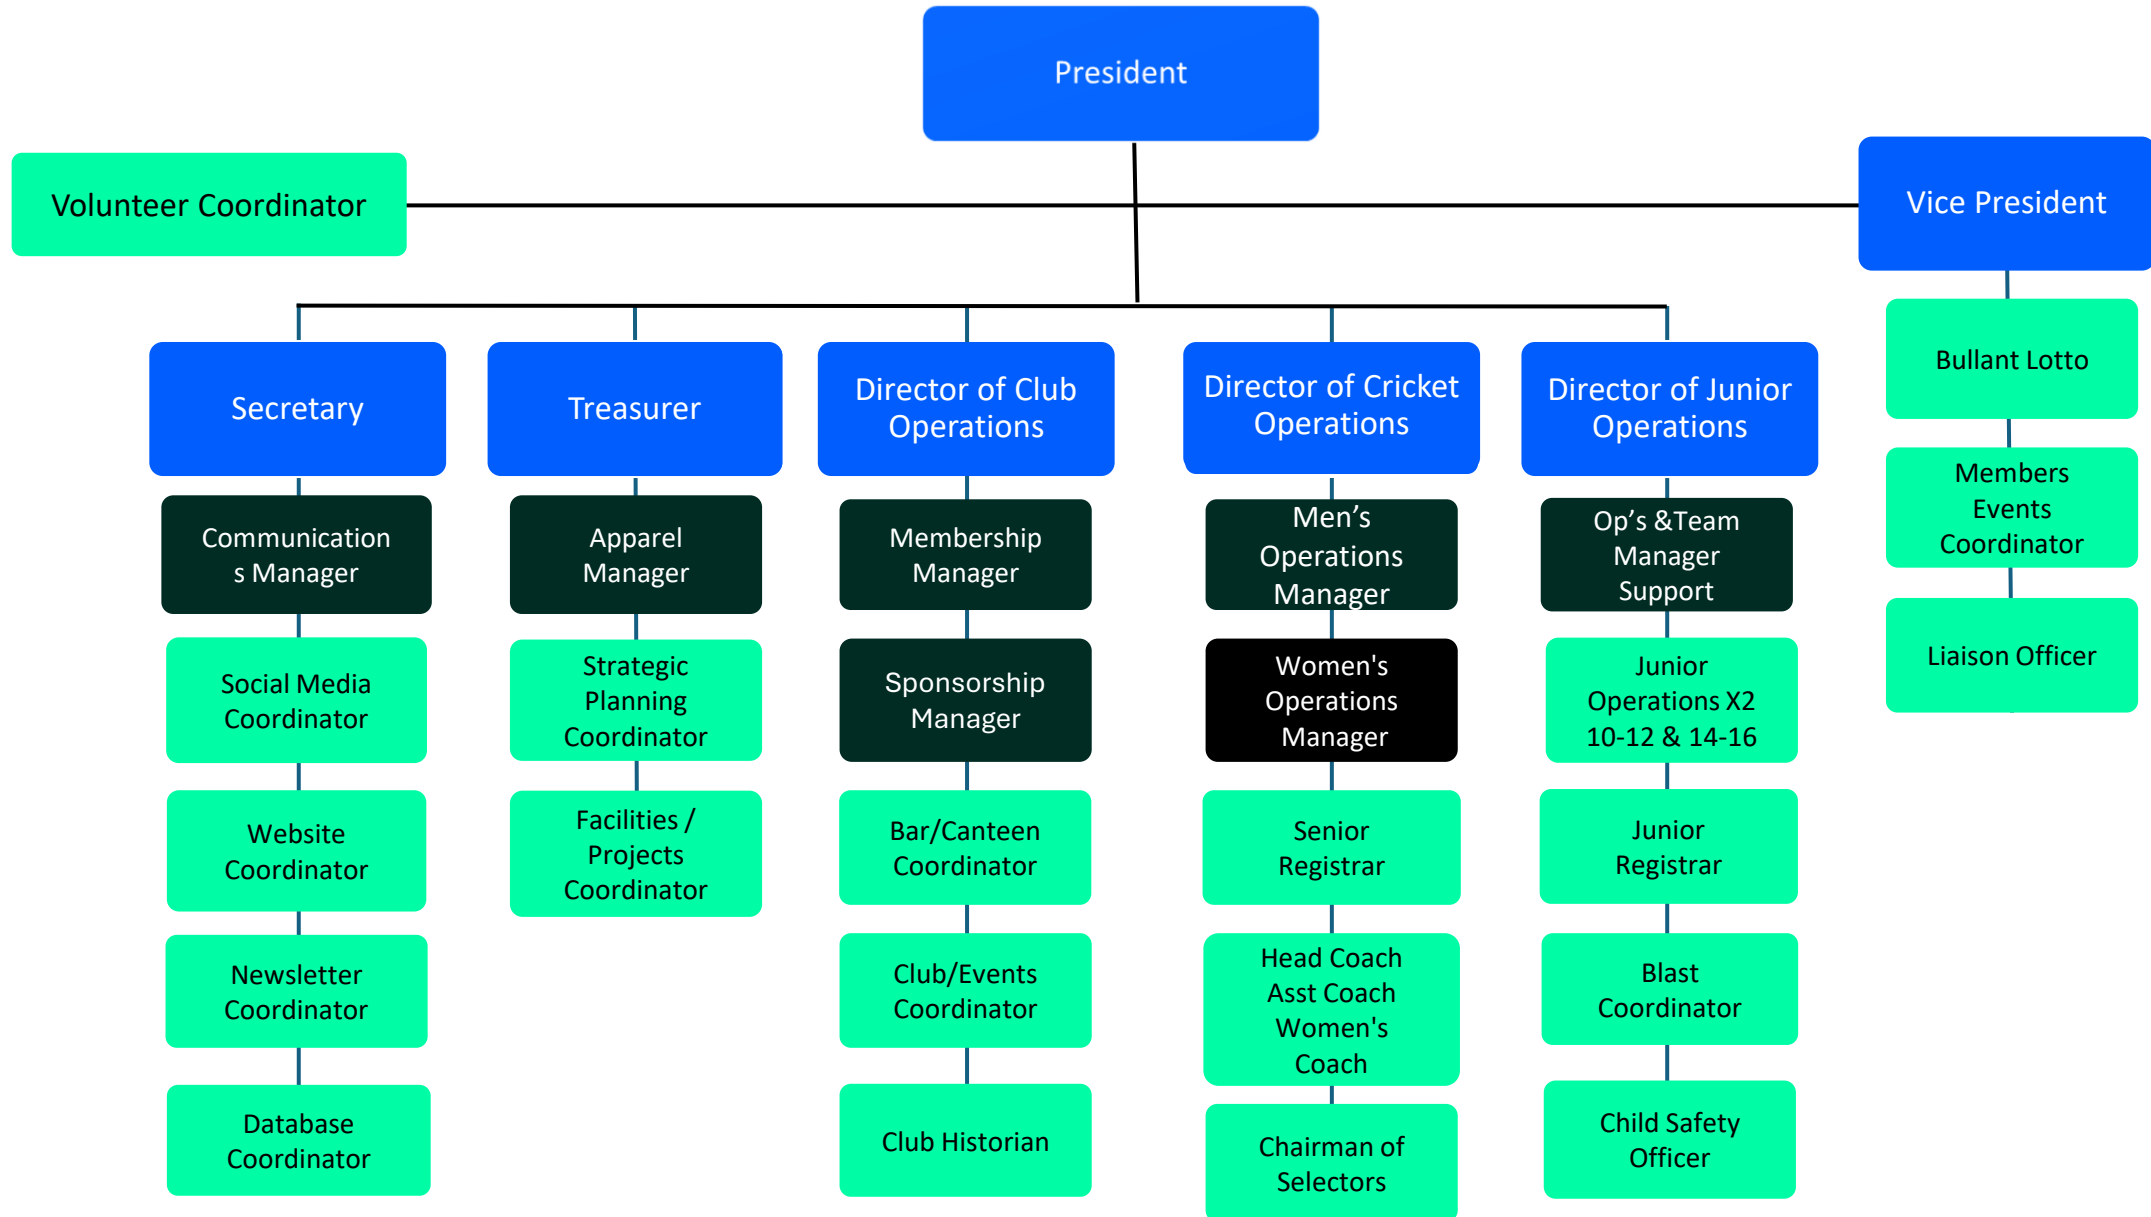 President
Volunteer Coordinator
Vice President
Secretary
Treasurer
Director of Club
Operations
Director of Cricket
Operations
Director of Junior
Operations
Communication
s Manager
Social Media
Coordinator
Website
Coordinator
Newsletter
Coordinator
Database
Coordinator
Apparel
Manager
Strategic
Planning
Coordinator
Facilities /
Projects
Coordinator
Membership
Manager
Sponsorship
Manager
Bar/Canteen
Coordinator
Club/Events
Coordinator
Club Historian
Men’s
Operations
Manager
Women's
Operations
Manager
Senior
Registrar
Head Coach
Asst Coach
Women's
Coach
Chairman of
Selectors
Op’s &Team
Manager
Support
Junior
Operations X2
10-12 & 14-16
Junior
Registrar
Blast
Coordinator
Child Safety
Officer
Bullant Lotto
Members
Events
Coordinator
Liaison Officer